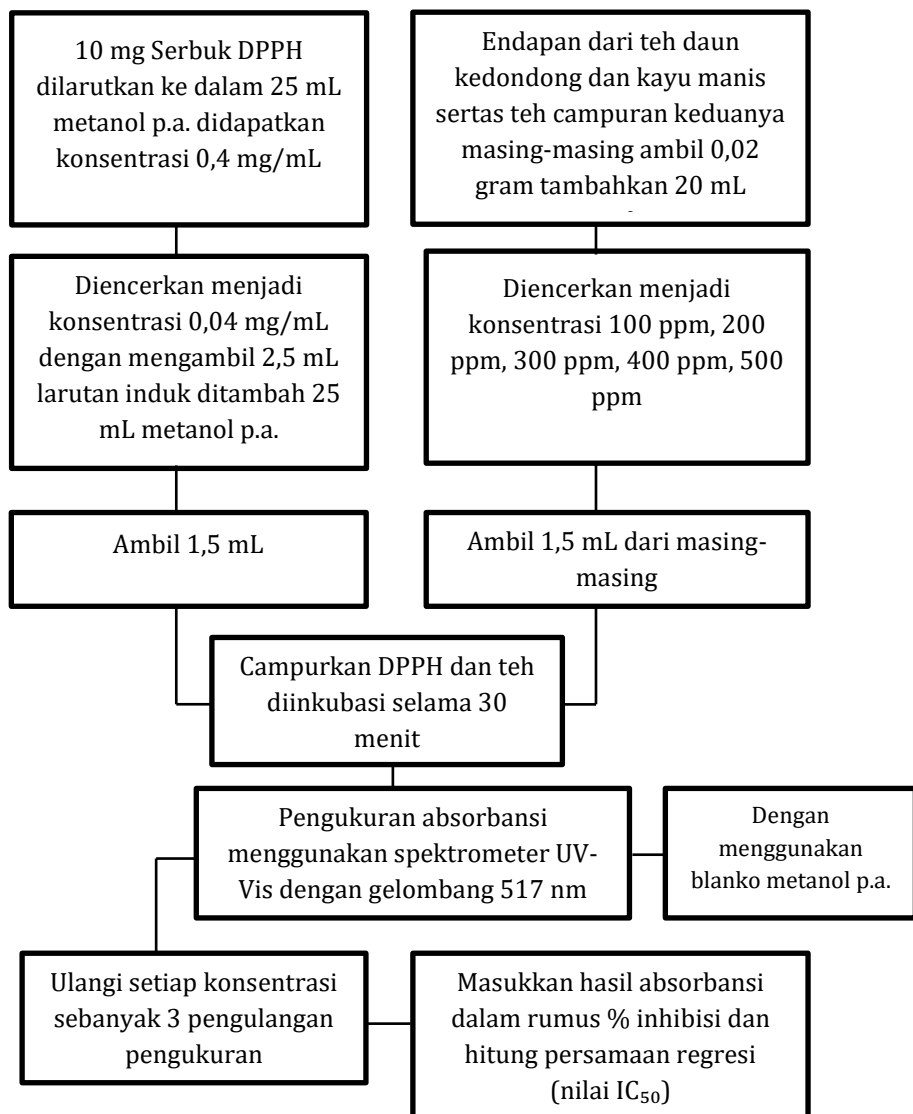 10 mg Serbuk DPPH
dilarutkan ke dalam 25 mL
metanol p.a. didapatkan
konsentrasi 0,4 mg/mL
Endapan dari teh daun
kedondong dan kayu manis
sertas teh campuran keduanya
masing-masing ambil 0,02
gram tambahkan 20 mL
Diencerkan menjadi
konsentrasi 0,04 mg/mL
dengan mengambil 2,5 mL
larutan induk ditambah 25
mL metanol p.a.
Diencerkan menjadi
konsentrasi 100 ppm, 200
ppm, 300 ppm, 400 ppm, 500
ppm
Ambil 1,5 mL
Ambil 1,5 mL dari masing-
masing
Campurkan DPPH dan teh
diinkubasi selama 30
menit
Pengukuran absorbansi
menggunakan spektrometer UV-
Vis dengan gelombang 517 nm
Dengan
menggunakan
blanko metanol p.a.
Ulangi setiap konsentrasi
sebanyak 3 pengulangan
pengukuran
Masukkan hasil absorbansi
dalam rumus % inhibisi dan
hitung persamaan regresi
(nilai IC₅₀)